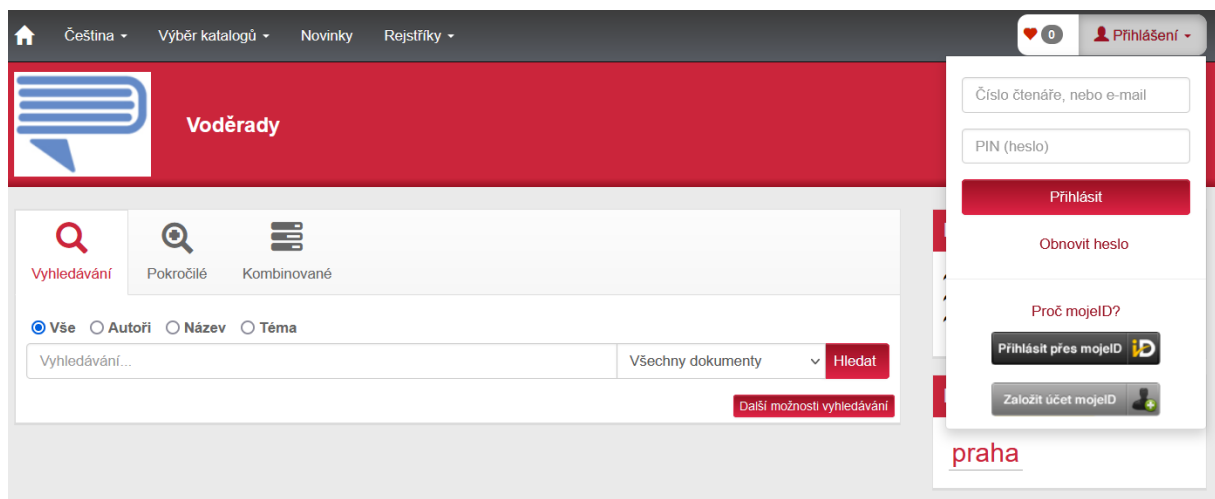 Čeština Výběr katalogů Novinky Rejstříky 0 Přihlášení
Voděrady
Číslo čtenáře, nebo e-mail
PIN (heslo)
Přihlásit
Obnovit heslo
Proč mojeID?
Přihlásit přes mojeID
Založit účet mojeID
Vyhledávání Pokročilé Kombinované
Vše Autoři Název Téma
Vyhledávání... Všechny dokumenty Hledat
Další možnosti vyhledávání
praha